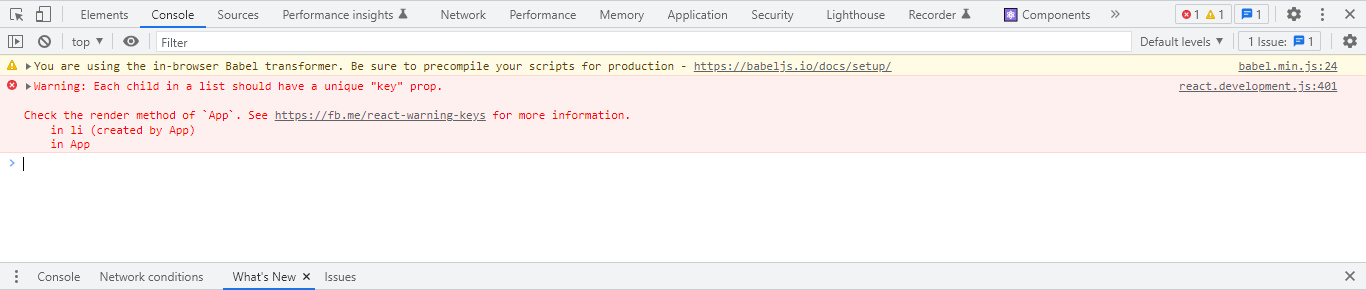 Elements Console Sources Performance insights Network Performance Memory Application Security Lighthouse Recorder Components 1 1 1
top Filter Default levels 1 Issue: 1
You are using the in-browser Babel transformer. Be sure to precompile your scripts for production - https://babeljs.io/docs/setup/ babel.min.js:24
Warning: Each child in a list should have a unique "key" prop. react.development.js:401
Check the render method of `App`. See https://fb.me/react-warning-keys for more information.
in li (created by App)
in App
Console Network conditions What's New Issues